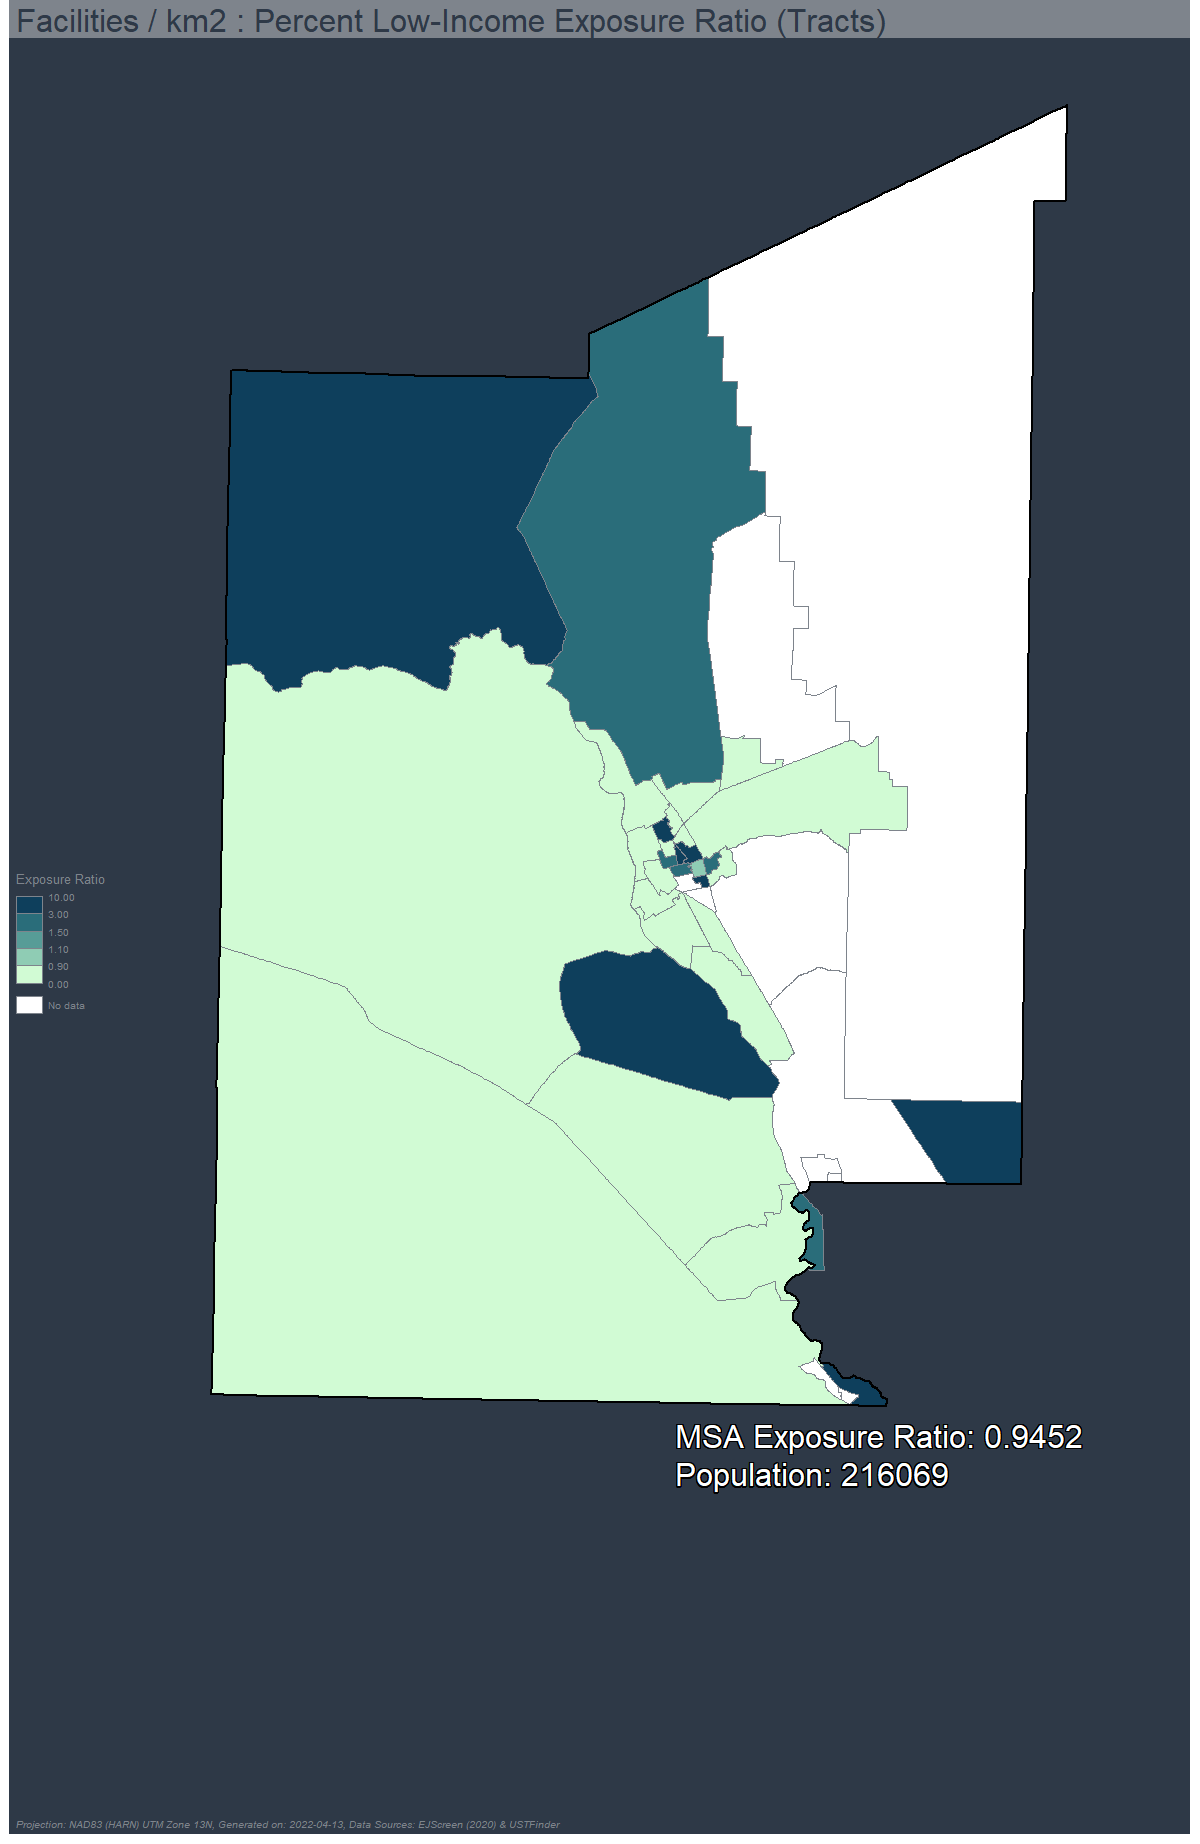 Facilities / km2 : Percent Low-Income Exposure Ratio (Tracts)
Exposure Ratio
10.00
3.00
1.50
1.10
0.90
0.00
No data
MSA Exposure Ratio: 0.9452
Population: 216069
Projection: NAD83 (HARN) UTM Zone 13N, Generated on: 2022-04-13, Data Sources: EJScreen (2020) & USTFinder